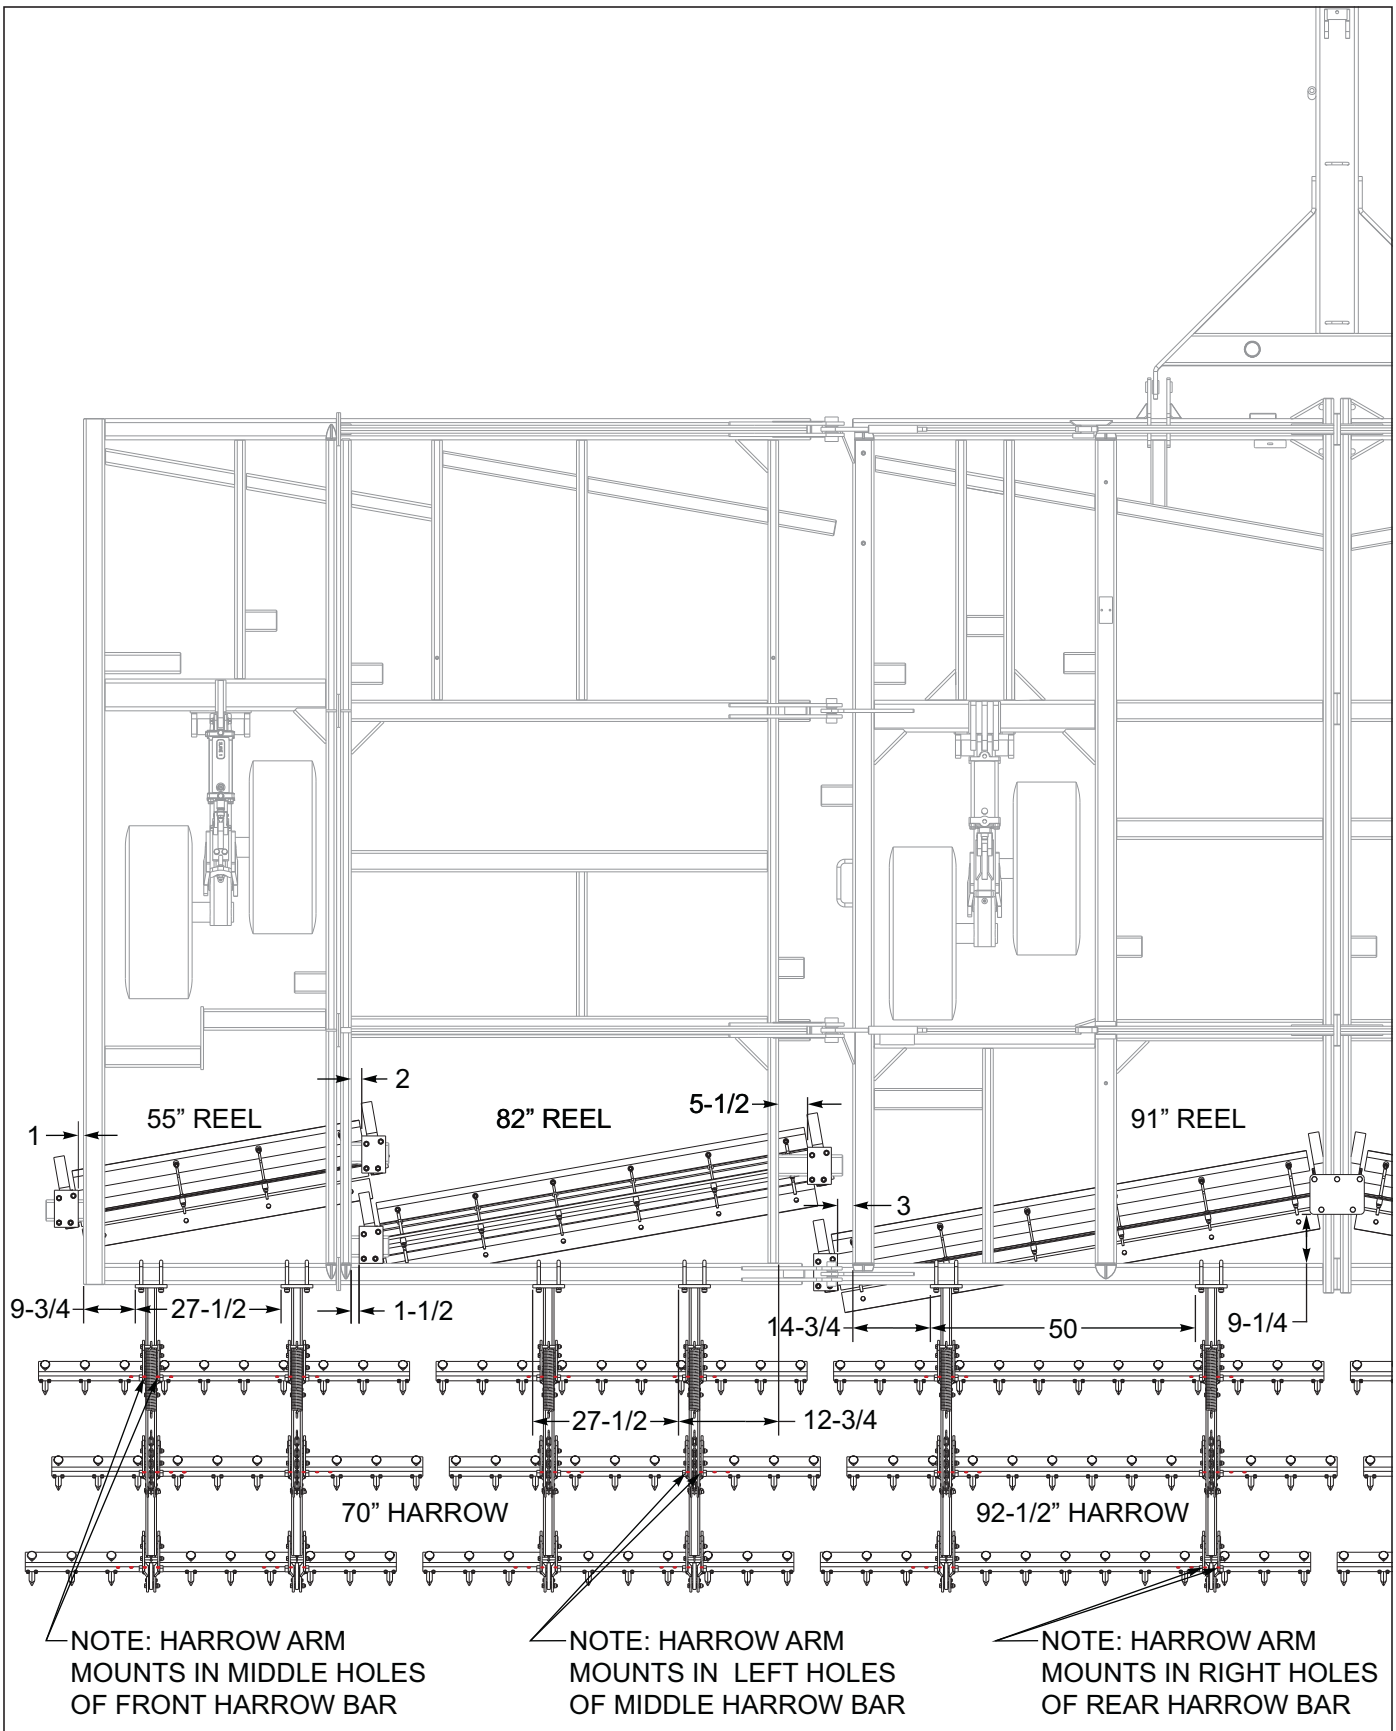 2
55” REEL
82” REEL
5-1/2
91” REEL
1
3
9-3/4
27-1/2
1-1/2
14-3/4
50
9-1/4
27-1/2
12-3/4
70” HARROW
92-1/2” HARROW
NOTE: HARROW ARM
MOUNTS IN MIDDLE HOLES
OF FRONT HARROW BAR
NOTE: HARROW ARM
MOUNTS IN LEFT HOLES
OF MIDDLE HARROW BAR
NOTE: HARROW ARM
MOUNTS IN RIGHT HOLES
OF REAR HARROW BAR